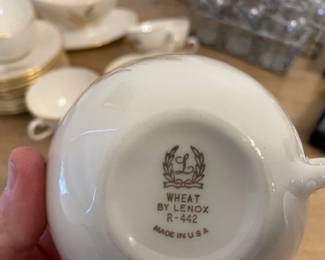 L
WHEAT
BY LENOX
R-442
MADE IN U S A